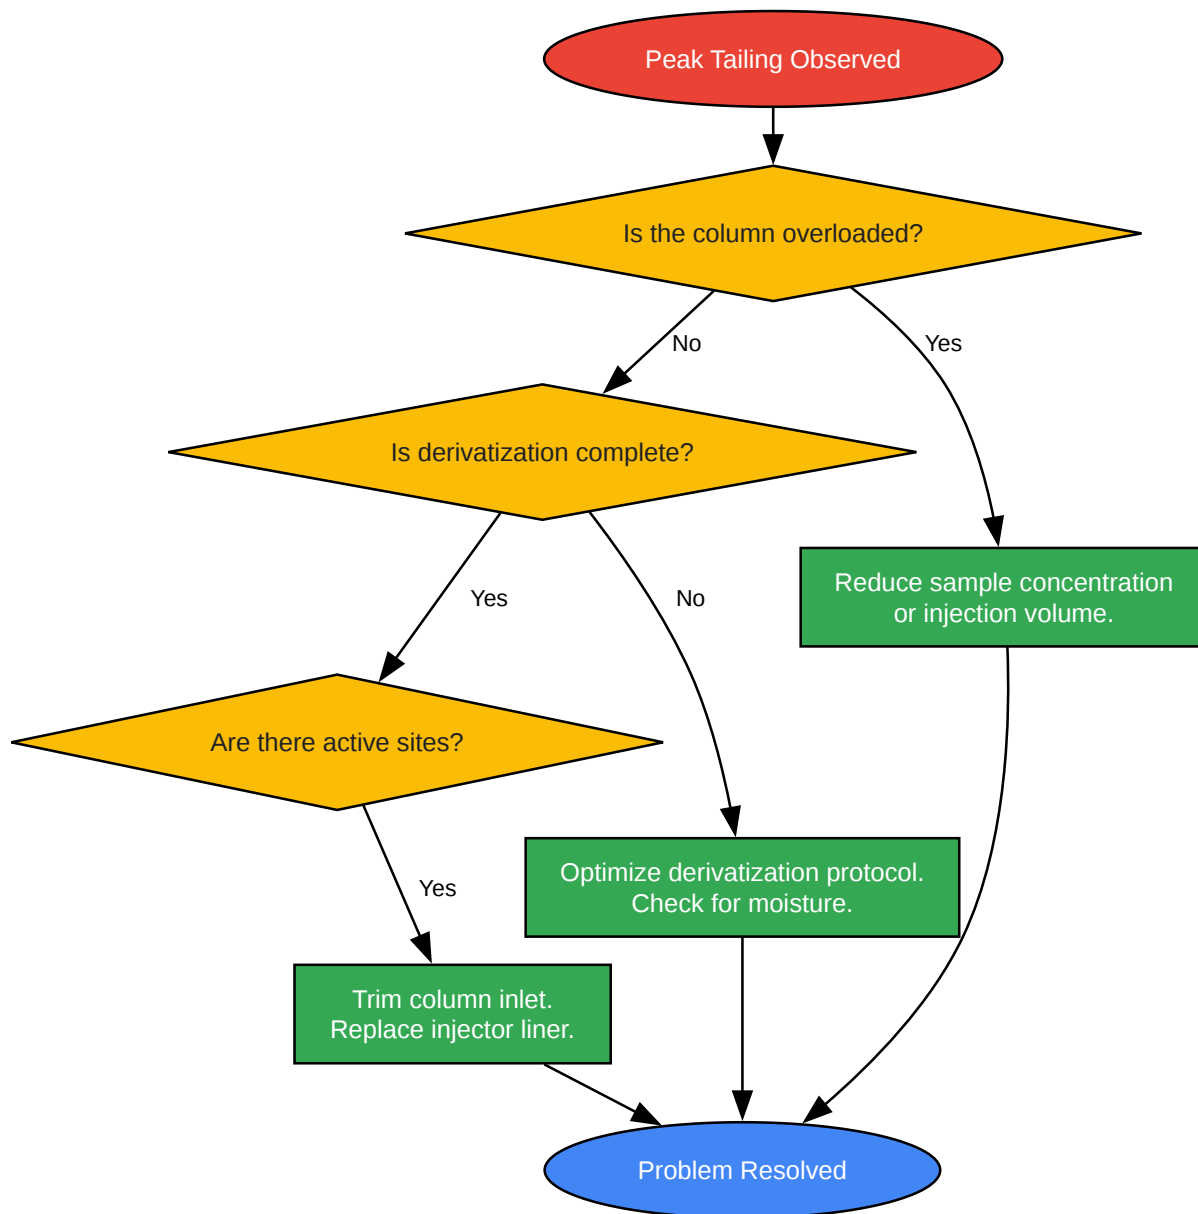 Peak Tailing Observed
Is the column overloaded?
No
Yes
Is derivatization complete?
Yes
No
Reduce sample concentration
or injection volume.
Are there active sites?
Yes
Optimize derivatization protocol.
Check for moisture.
Trim column inlet.
Replace injector liner.
Problem Resolved